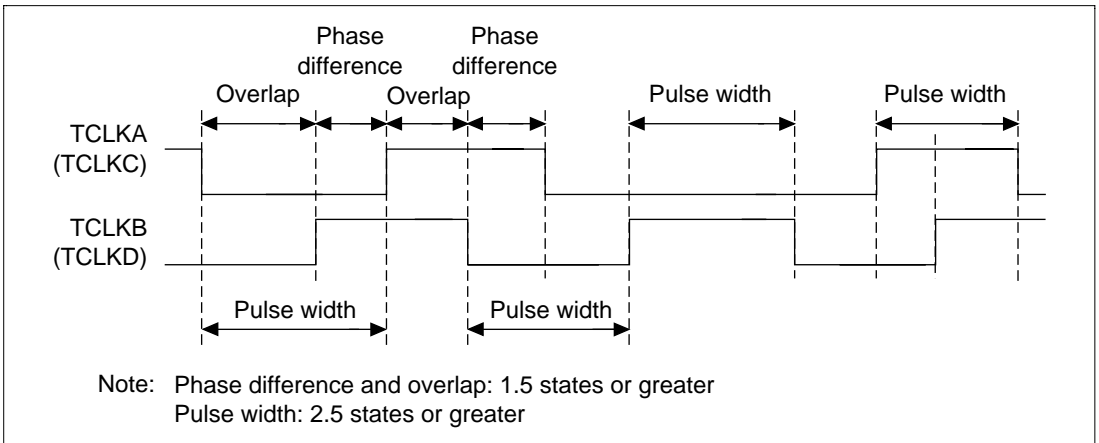 Phase
difference
Phase
difference
Overlap
Overlap
Pulse width
Pulse width
TCLKA
(TCLKC)
TCLKB
(TCLKD)
Pulse width
Pulse width
Note: Phase difference and overlap: 1.5 states or greater
Pulse width: 2.5 states or greater